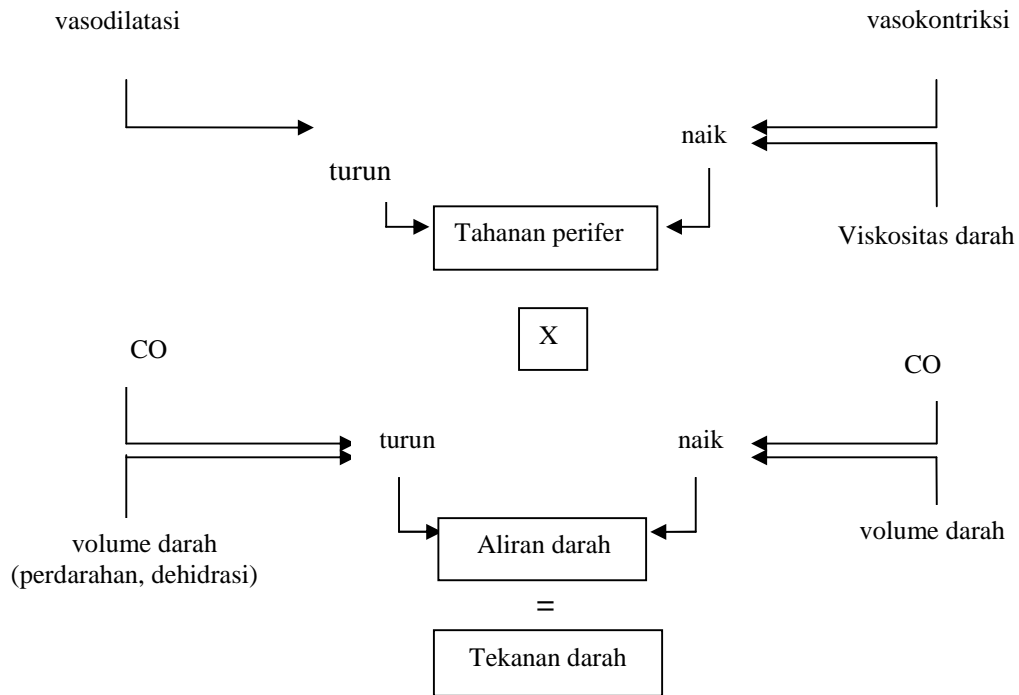 vasodilatasi
vasokontriksi
naik
turun
Tahanan perifer
Viskositas darah
X
CO
CO
turun
naik
volume darah
(perdarahan, dehidrasi)
Aliran darah
volume darah
=
Tekanan darah